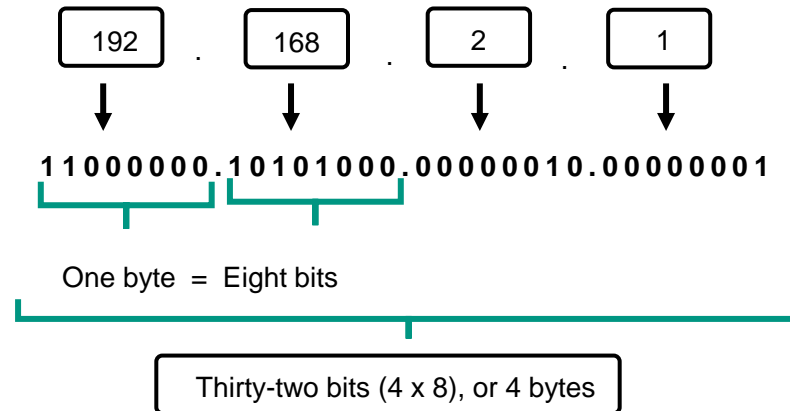 192 . 168 . 2 . 1
11000000.10101000.00000010.00000001
One byte = Eight bits
Thirty-two bits (4 x 8), or 4 bytes